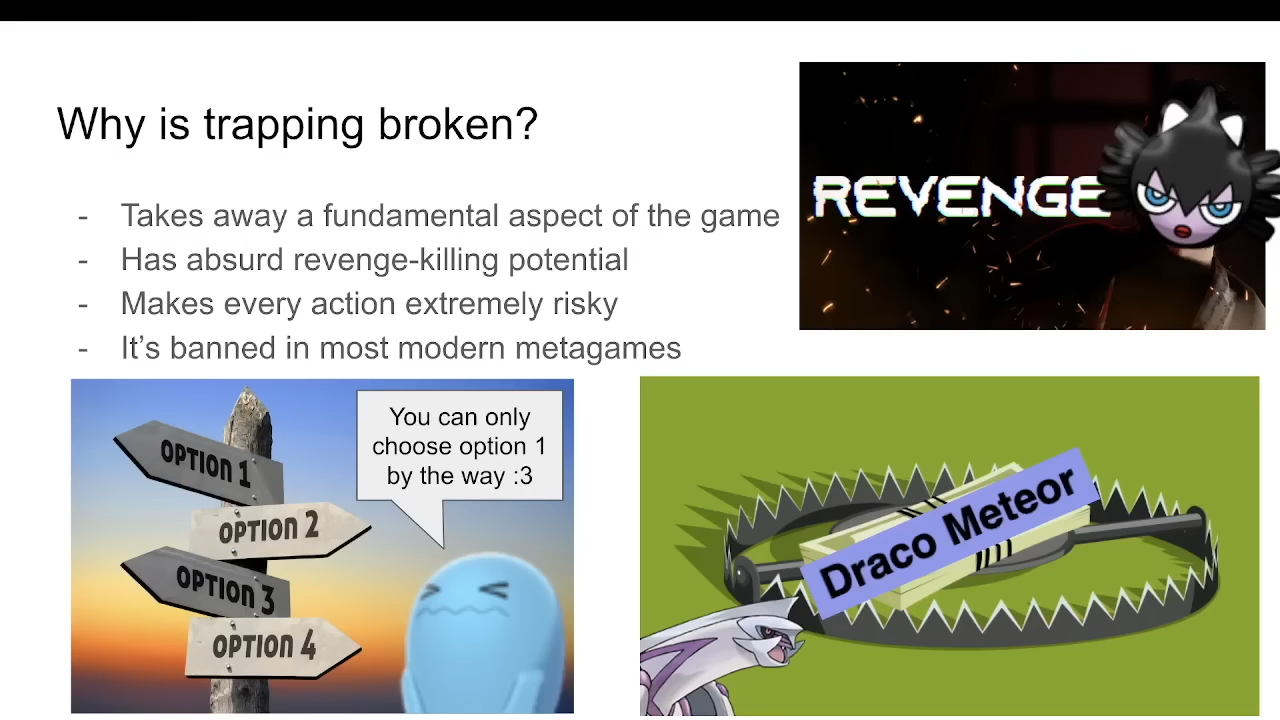 Why is trapping broken?
- Takes away a fundamental aspect of the game
- Has absurd revenge-killing potential
- Makes every action extremely risky
- It’s banned in most modern metagames
REVENGE
You can only
choose option 1
by the way :3
OPTION 1
OPTION 2
OPTION 3
OPTION 4
Draco Meteor